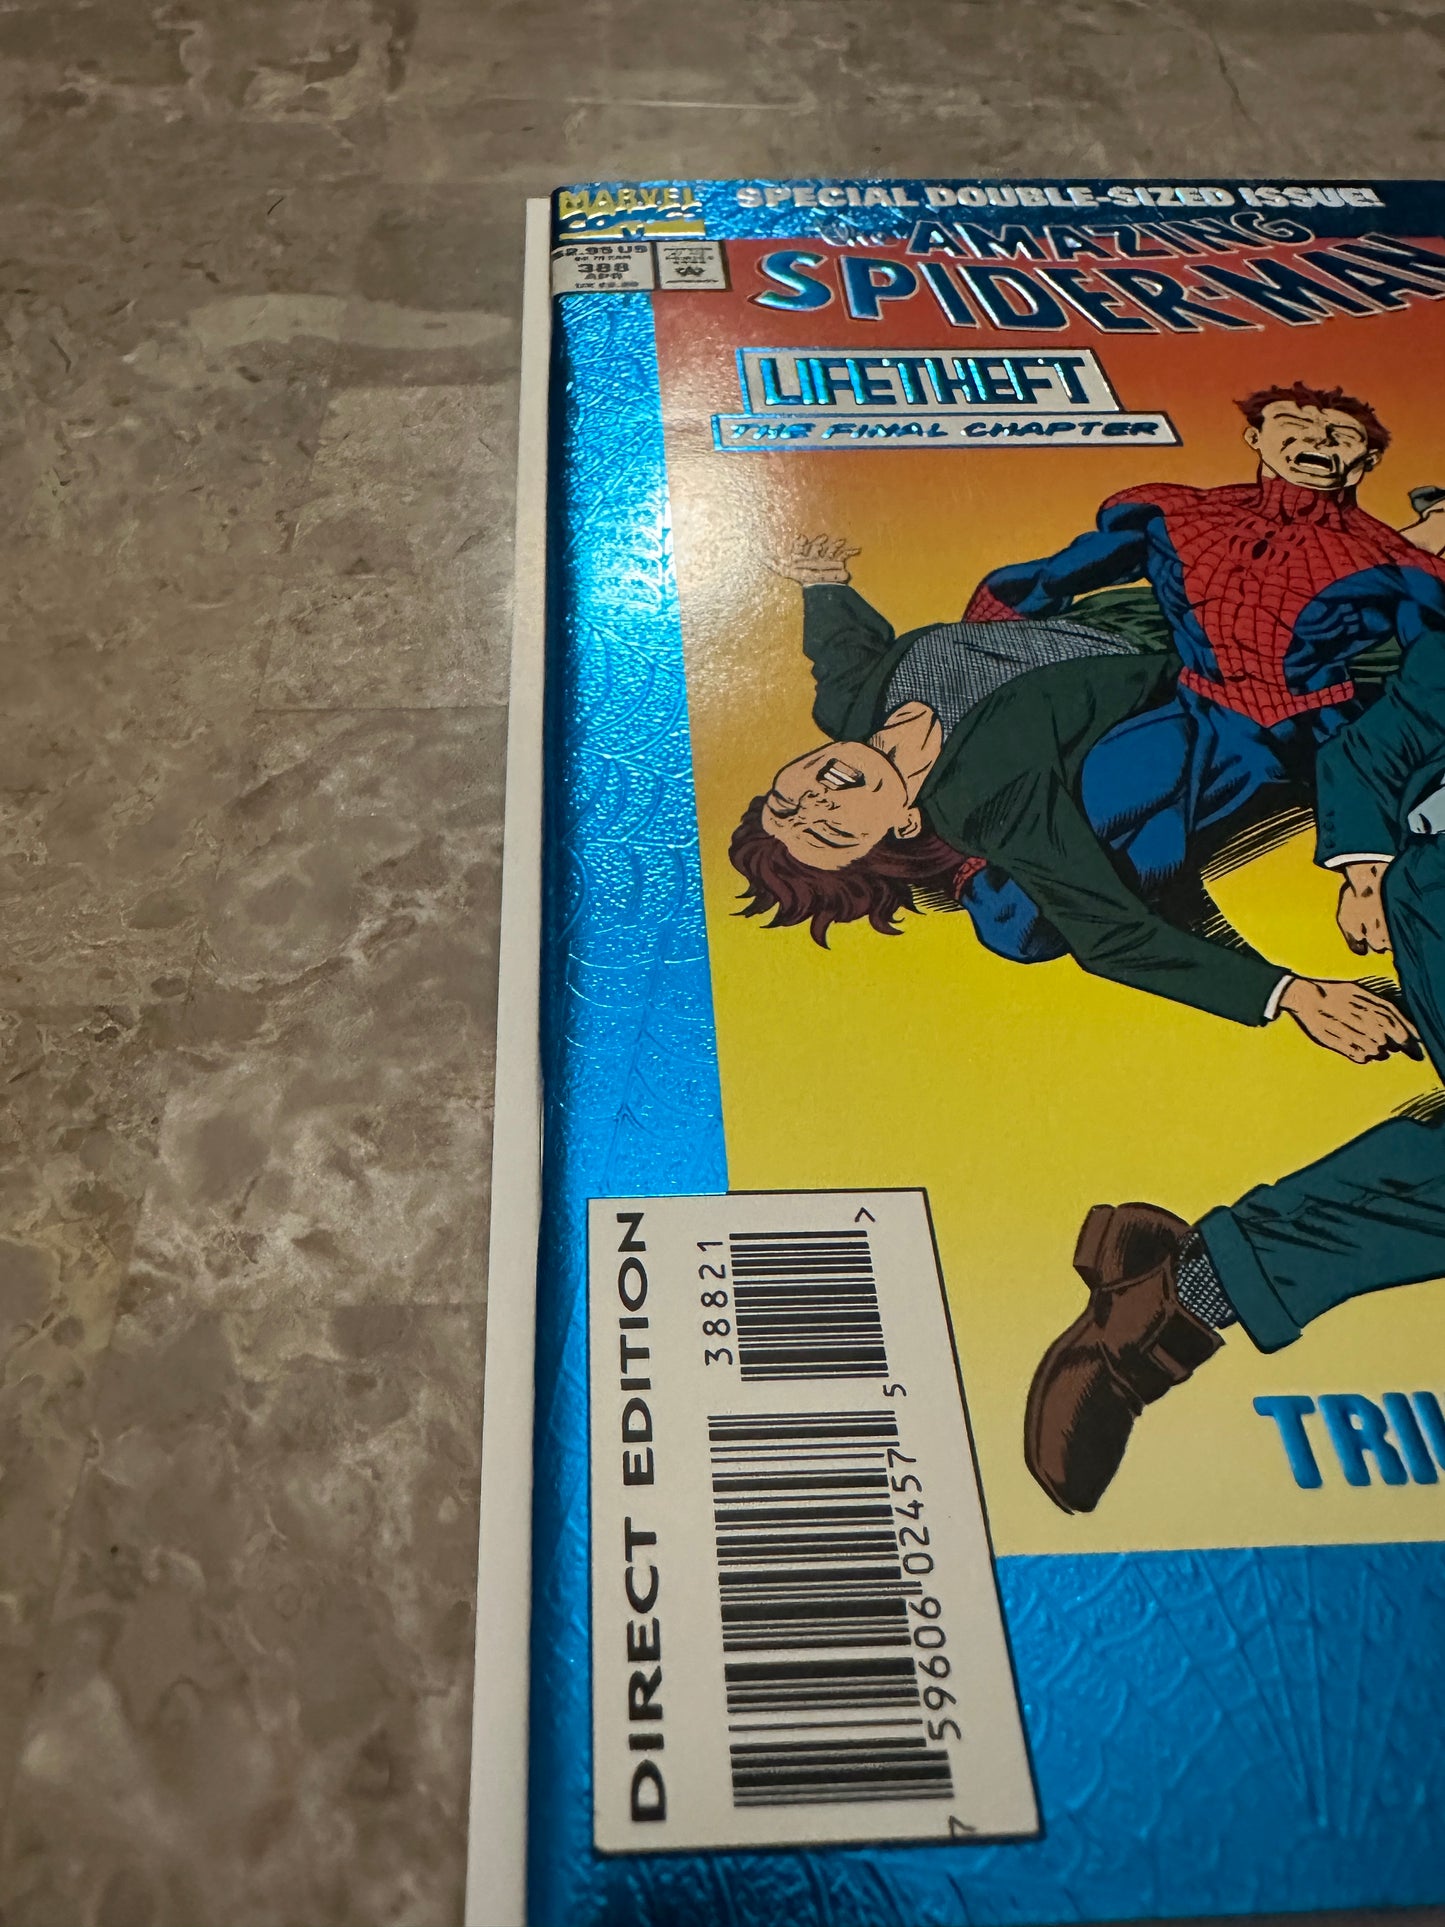 MARVEL
COMICS
SPECIAL DOUBLE-SIZED ISSUE!
$2.95 US
388
APR
the AMAZING
SPIDER-MAN
LIFETHEFT
THE FINAL CHAPTER
DIRECT EDITION
38821
>
7 59606 02457 5
TRI